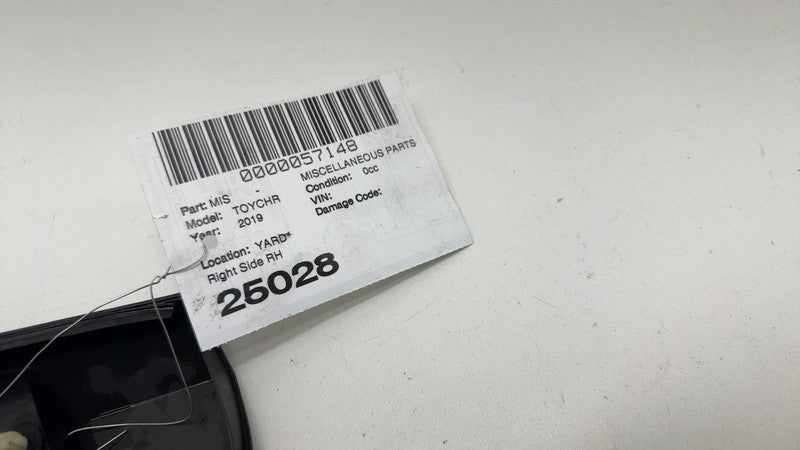 0000057148
MISCELLANEOUS PARTS
Part: MIS -
Condition: 0cc
Model: TOYCHR
VIN:
Year: 2019
Damage Code:
Location: YARD*
Right Side RH
25028